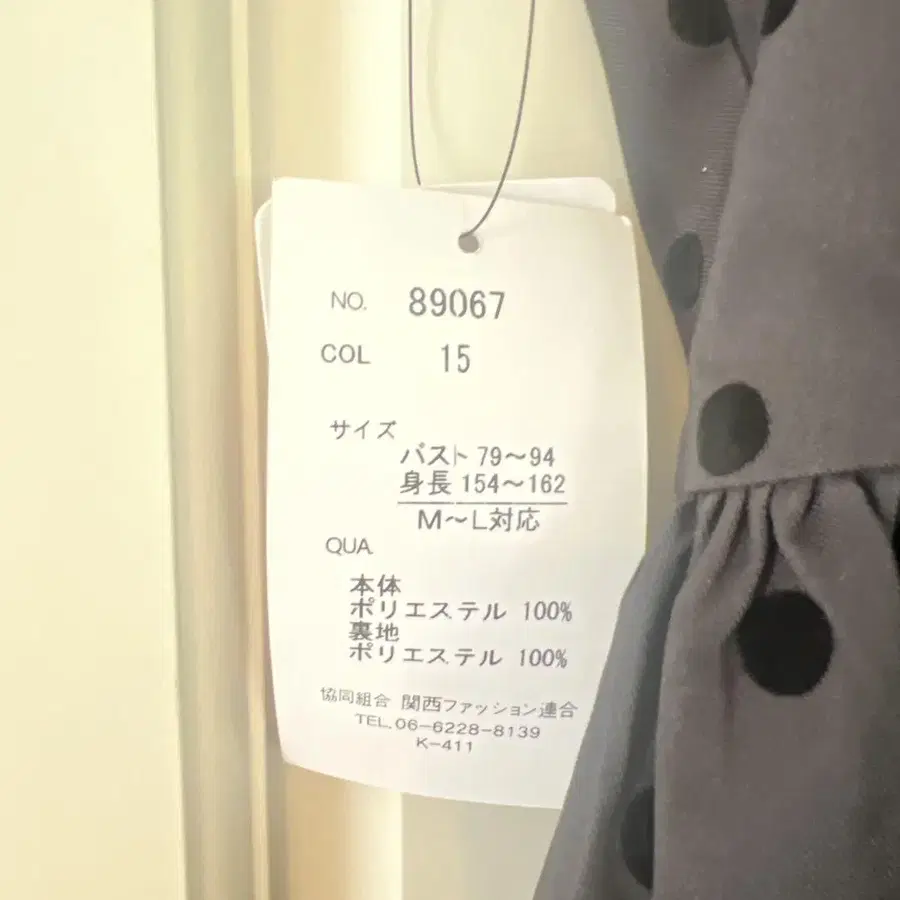 NO. 89067
COL 15
サイズ
バスト 79~94
身長 154~162
M~L対応
QUA.
本体
ポリエステル 100%
裏地
ポリエステル 100%
協同組合 関西ファッション連合
TEL.06-6228-8139
K-411